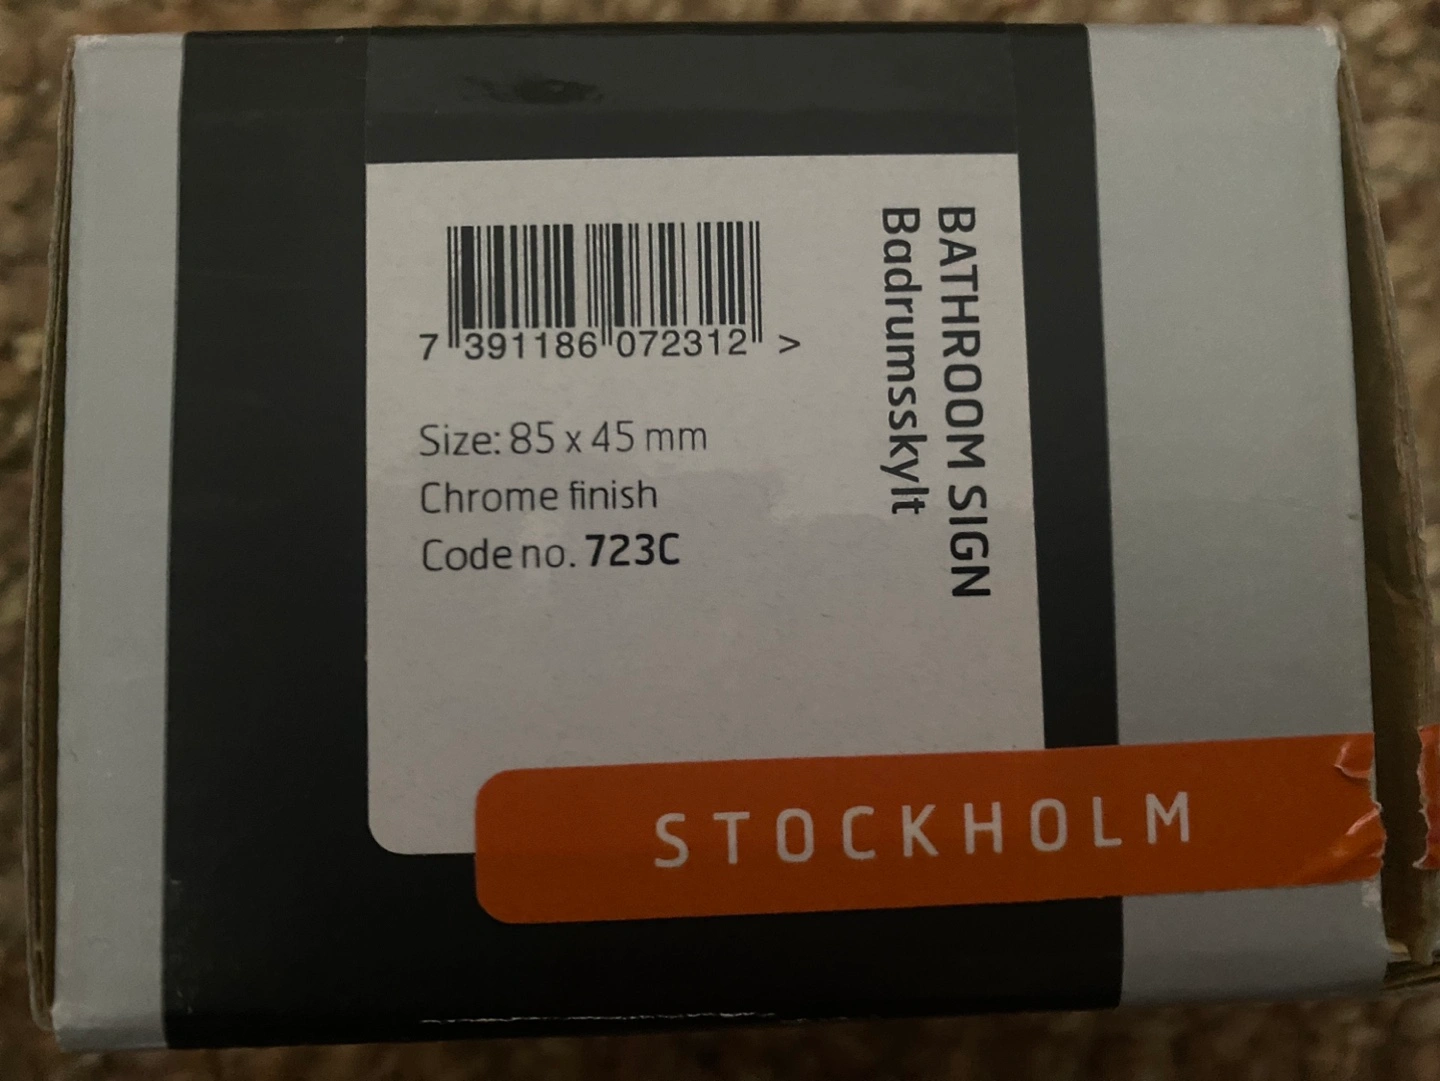 7 391186 072312 >
Size: 85 x 45 mm
Chrome finish
Code no. 723C
BATHROOM SIGN
Badrumsskylt
STOCKHOLM